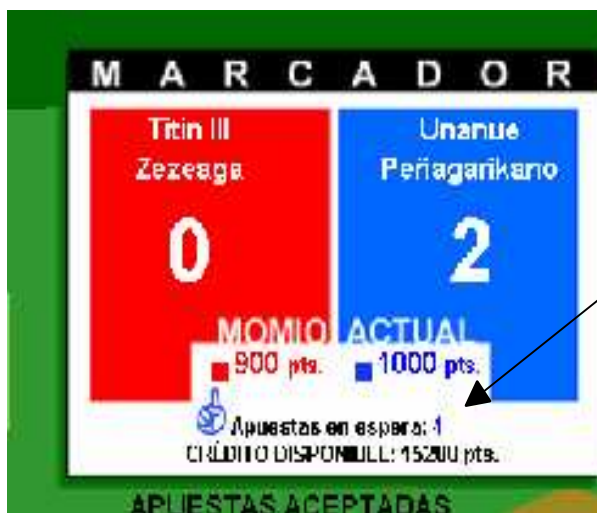 MARCADOR
Titin III Unanue
Zezeaga Peñagarikano
0 2
MOMIO ACTUAL
900 pts. 1000 pts.
Apuestas en espera: 1
CRÉDITO DISPONIBLE: 15200 pts.
APUESTAS ACEPTADAS